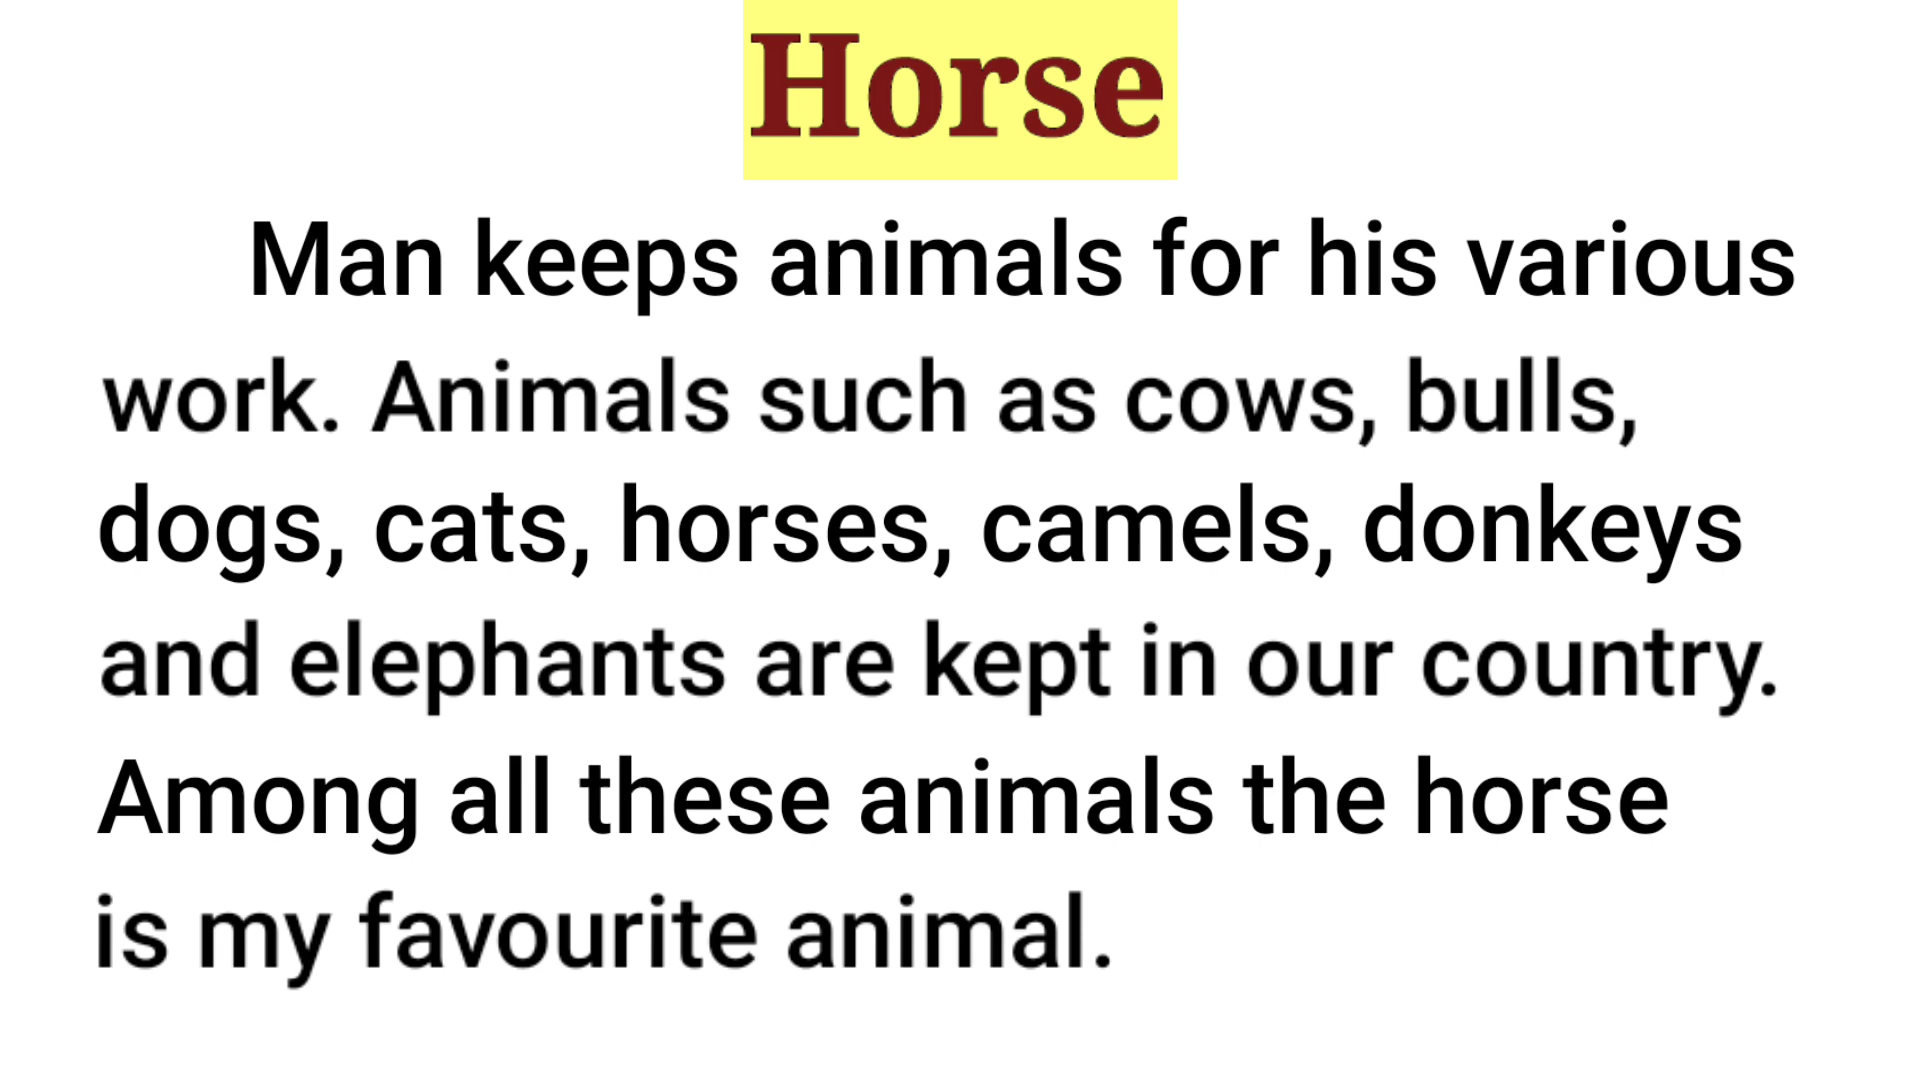 Horse
Man keeps animals for his various
work. Animals such as cows, bulls,
dogs, cats, horses, camels, donkeys
and elephants are kept in our country.
Among all these animals the horse
is my favourite animal.